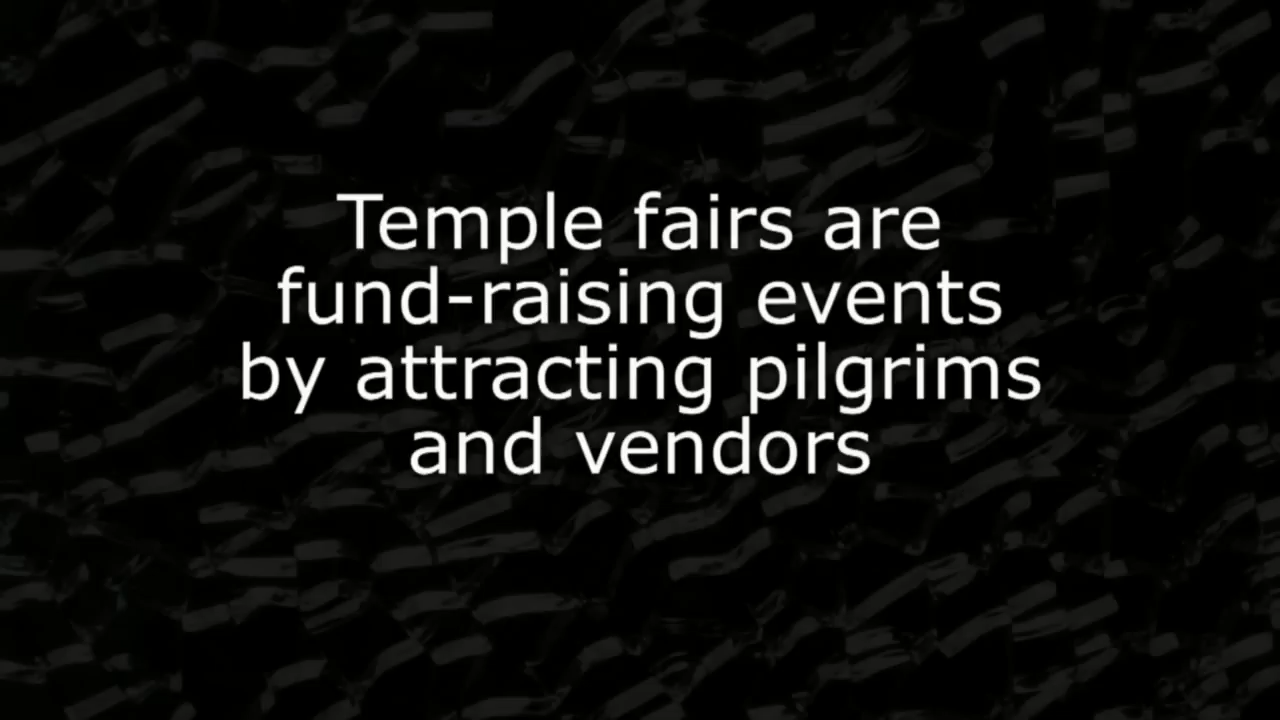 Temple fairs are
fund-raising events
by attracting pilgrims
and vendors